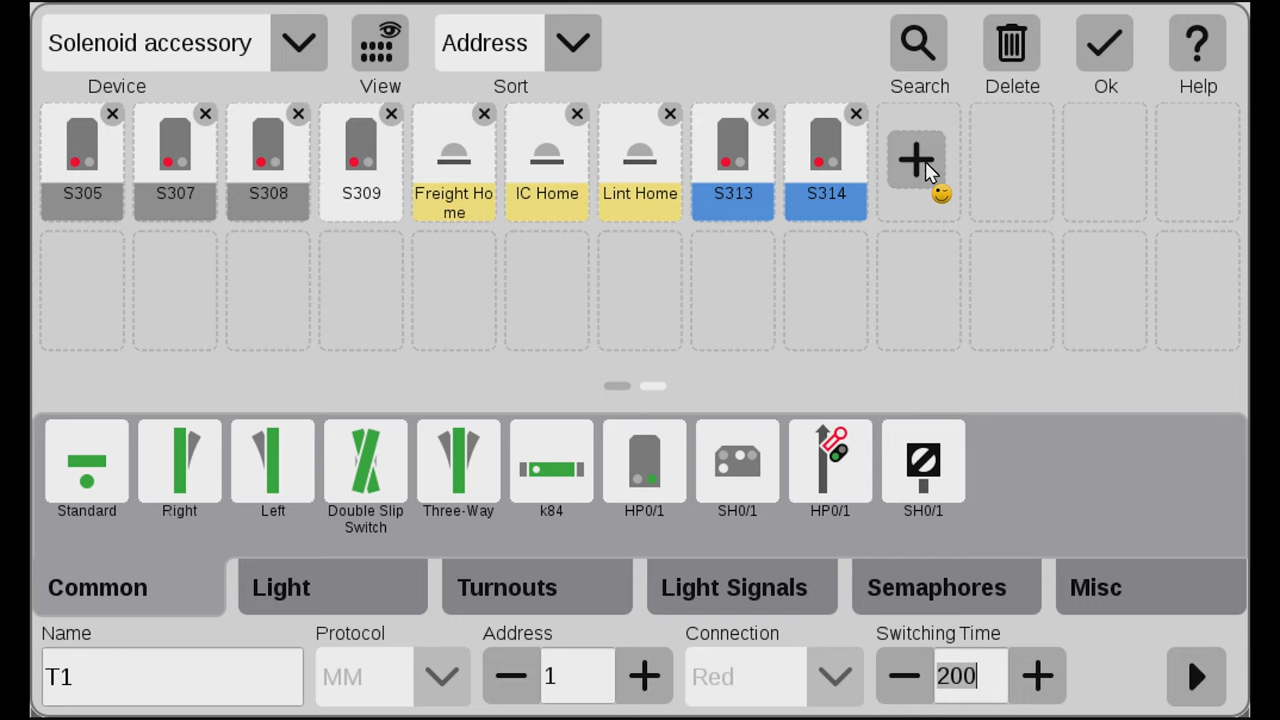 Solenoid accessory
Address
Device
View
Sort
Search
Delete
Ok
Help
S305
S307
S308
S309
Freight Ho
me
IC Home
Lint Home
S313
S314
Standard
Right
Left
Double Slip
Switch
Three-Way
k84
HP0/1
SH0/1
HP0/1
SH0/1
Common
Light
Turnouts
Light Signals
Semaphores
Misc
Name
Protocol
Address
Connection
Switching Time
T1
MM
1
Red
200